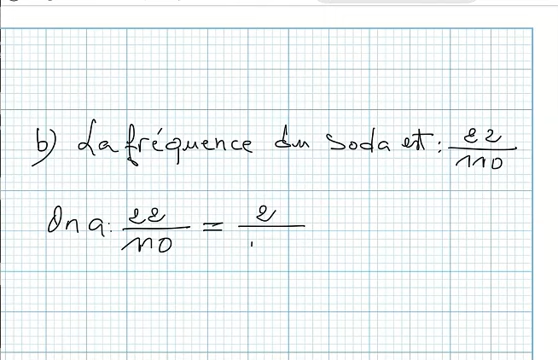 b) La fréquence du soda est : 22/110
On a : 22/110 = 2/